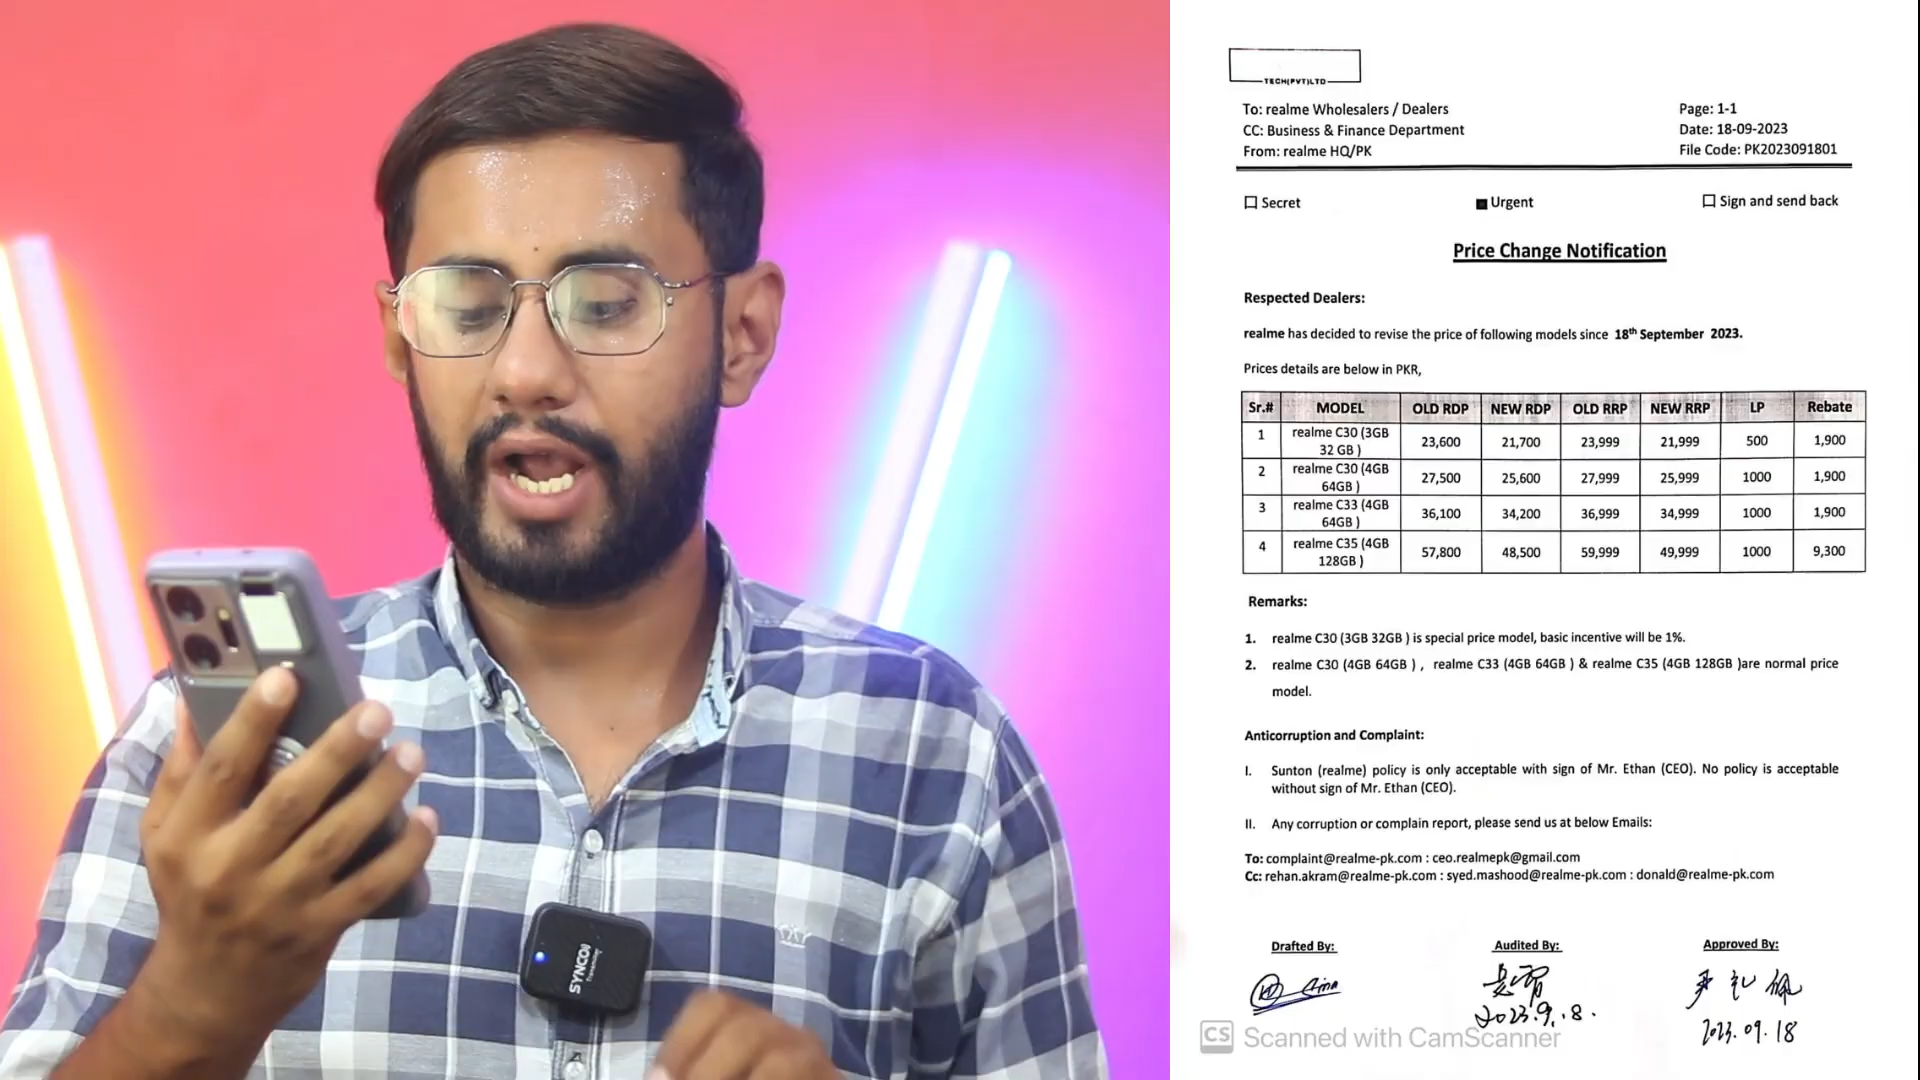 TECH(PVT)LTD
To: realme Wholesalers / Dealers
CC: Business & Finance Department
From: realme HQ/PK
Page: 1-1
Date: 18-09-2023
File Code: PK2023091801
Secret
Urgent
Sign and send back
Price Change Notification
Respected Dealers:
realme has decided to revise the price of following models since 18th September 2023.
Prices details are below in PKR,
Sr.# MODEL OLD RDP NEW RDP OLD RRP NEW RRP LP Rebate
1 realme C30 (3GB 32 GB ) 23,600 21,700 23,999 21,999 500 1,900
2 realme C30 (4GB 64GB ) 27,500 25,600 27,999 25,999 1000 1,900
3 realme C33 (4GB 64GB ) 36,100 34,200 36,999 34,999 1000 1,900
4 realme C35 (4GB 128GB ) 57,800 48,500 59,999 49,999 1000 9,300
Remarks:
1. realme C30 (3GB 32GB ) is special price model, basic incentive will be 1%.
2. realme C30 (4GB 64GB ) , realme C33 (4GB 64GB ) & realme C35 (4GB 128GB )are normal price
model.
Anticorruption and Complaint:
I. Sunton (realme) policy is only acceptable with sign of Mr. Ethan (CEO). No policy is acceptable
without sign of Mr. Ethan (CEO).
II. Any corruption or complain report, please send us at below Emails:
To: complaint@realme-pk.com : ceo.realmepk@gmail.com
Cc: rehan.akram@realme-pk.com : syed.mashood@realme-pk.com : donald@realme-pk.com
Drafted By:
Audited By:
Approved By:
2023.9.18.
2023.09.18
CS Scanned with CamScanner
SYNCO